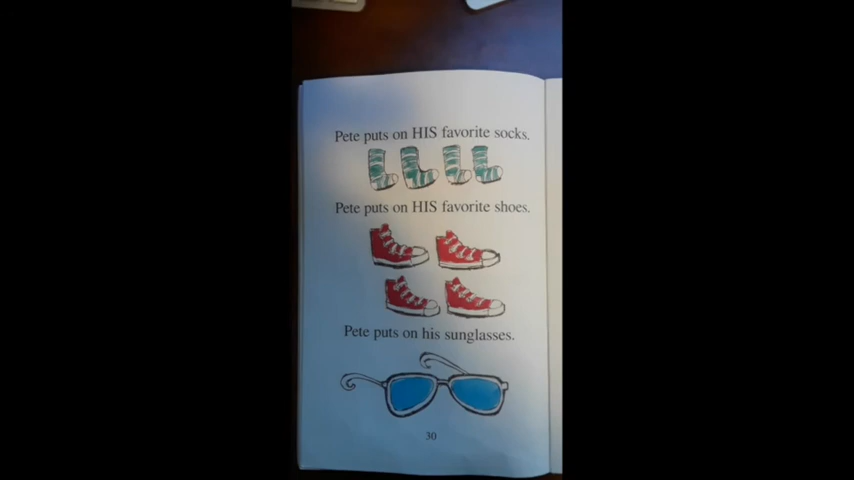 Pete puts on HIS favorite socks.
Pete puts on HIS favorite shoes.
Pete puts on his sunglasses.
30